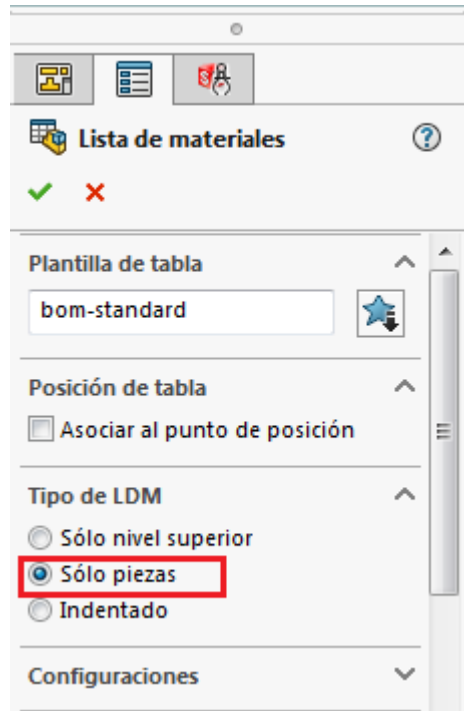 Lista de materiales
Plantilla de tabla
bom-standard
Posición de tabla
Asociar al punto de posición
Tipo de LDM
Sólo nivel superior
Sólo piezas
Indentado
Configuraciones